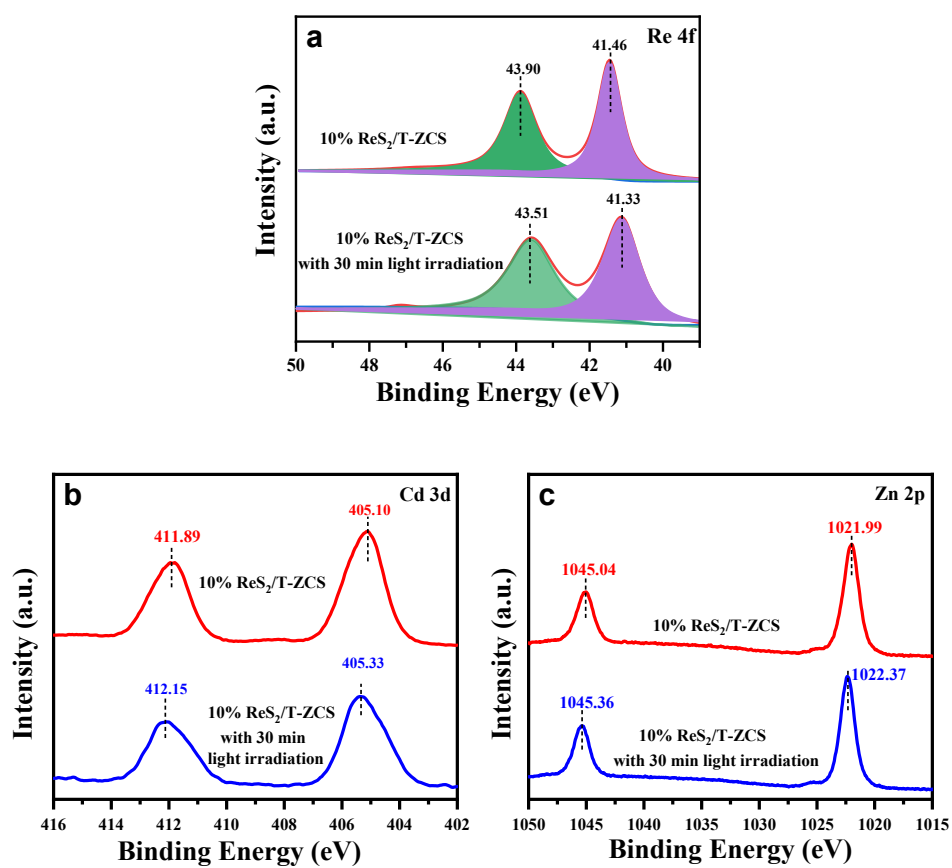 a
Re 4f
41.46
43.90
10% ReS₂/T-ZCS
41.33
43.51
10% ReS₂/T-ZCS
with 30 min light irradiation
Intensity (a.u.)
50 48 46 44 42 40
Binding Energy (eV)
b
Cd 3d
405.10
411.89
10% ReS₂/T-ZCS
405.33
412.15
10% ReS₂/T-ZCS
with 30 min
light irradiation
Intensity (a.u.)
416 414 412 410 408 406 404 402
Binding Energy (eV)
c
Zn 2p
1021.99
1045.04
10% ReS₂/T-ZCS
1022.37
1045.36
10% ReS₂/T-ZCS
with 30 min light irradiation
Intensity (a.u.)
1050 1045 1040 1035 1030 1025 1020 1015
Binding Energy (eV)